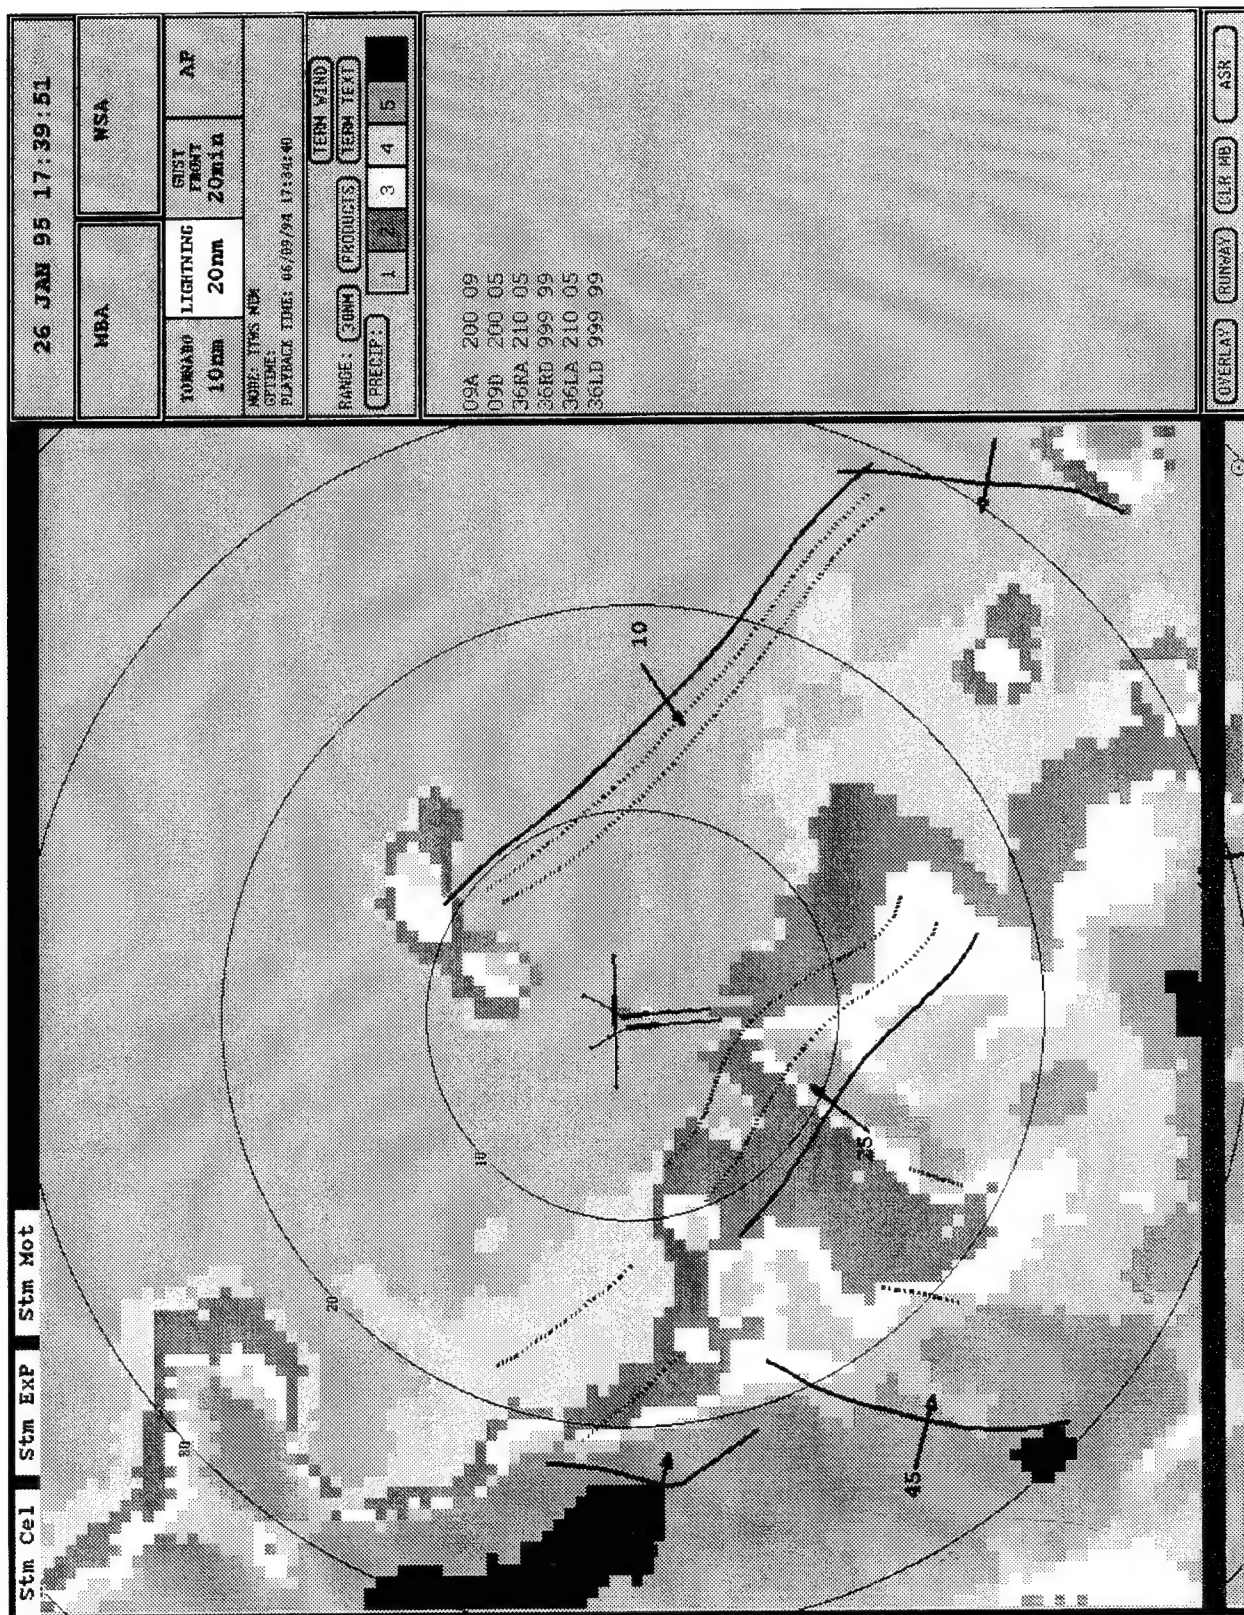 26 JAN 95 17:39:51
MBA
WSA
TORNADO
10nm
LIGHTNING
20nm
GUST
FRONT
20min
AP
MODE: ITWS
PLAYBACK TIME: 06/09/94 17:34:40
RANGE: 30NM PRODUCTS TERM WIND
PRECIP: TERM TEXT
1 2 3 4 5
09A 200 09
09D 200 05
36RA 210 05
36RD 999 99
36LA 210 05
36LD 999 99
OVERLAY RUNWAY CLR MB ASR
Stm Cel Stm ExP Stm Mot
10
10
20
30
25
45